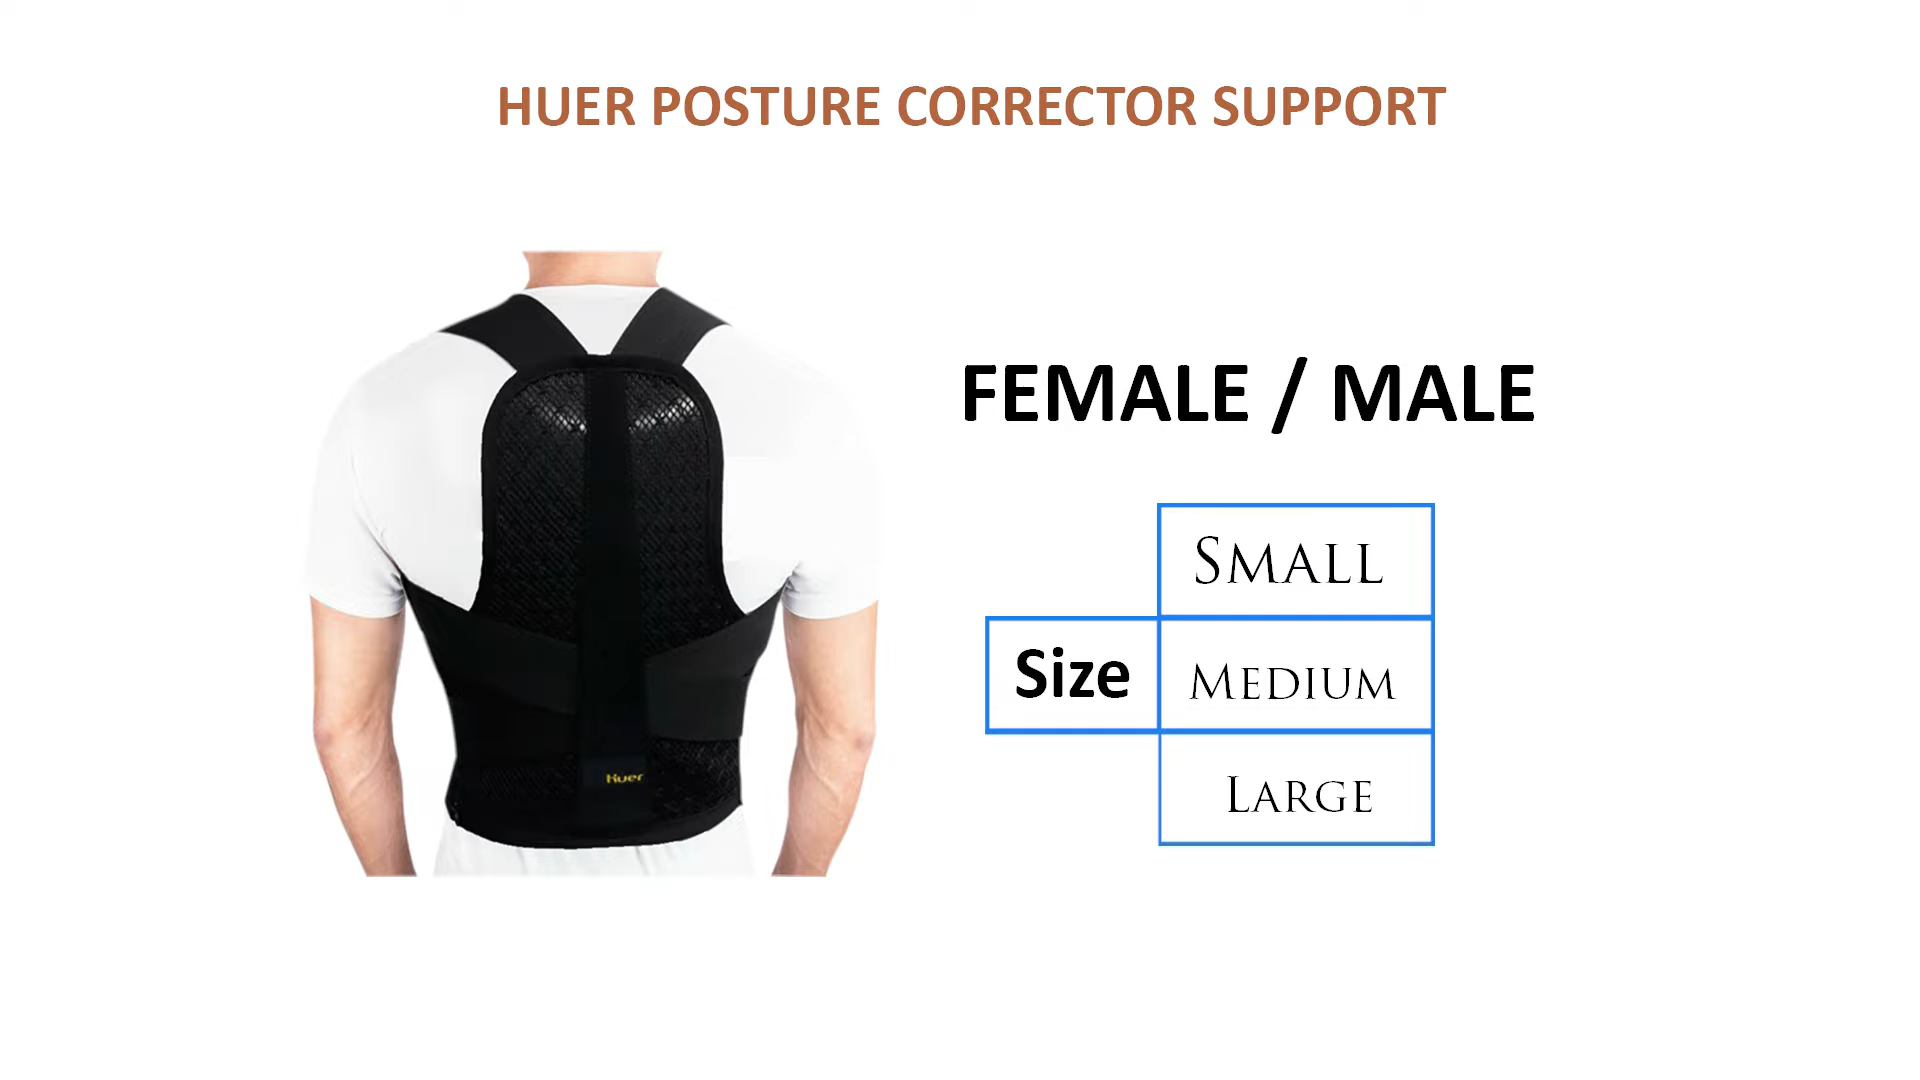 HUER POSTURE CORRECTOR SUPPORT
FEMALE / MALE
SMALL
Size
MEDIUM
LARGE
Huer